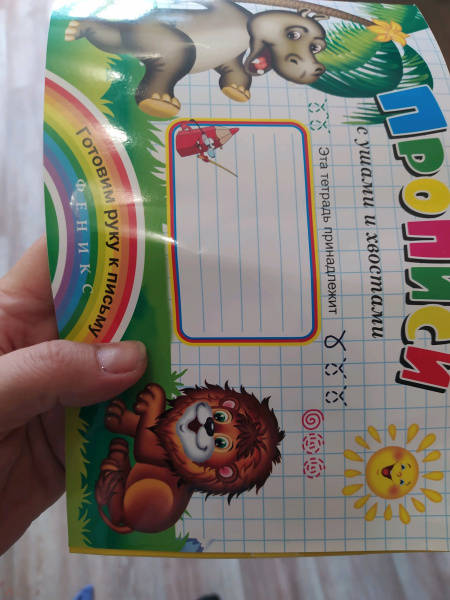 ПРОПИСИ
с ушами и хвостами
Эта тетрадь принадлежит
Готовим руку к письму
ФЕНИКС